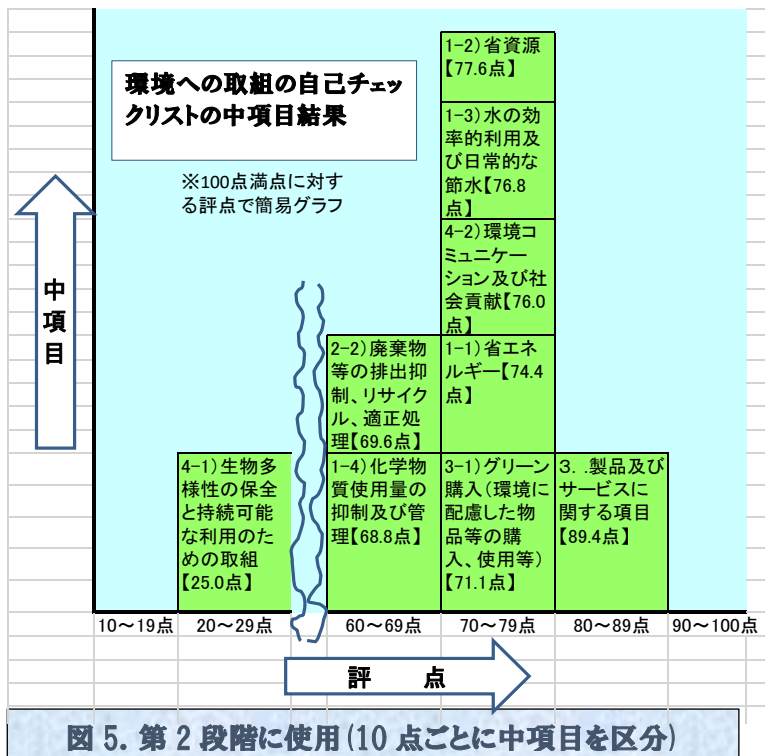 環境への取組の自己チェッ
クリストの中項目結果
※100点満点に対す
る評点で簡易グラフ
中
項
目
1-2)省資源
【77.6点】
1-3)水の効
率的利用及
び日常的な
節水【76.8
点】
4-2)環境コ
ミュニケー
ション及び社
会貢献【76.0
点】
2-2)廃棄物
等の排出抑
制、リサイク
ル、適正処
理【69.6点】
1-1)省エネ
ルギー【74.4
点】
4-1)生物多
様性の保全
と持続可能
な利用のた
めの取組
【25.0点】
1-4)化学物
質使用量の
抑制及び管
理【68.8点】
3-1)グリーン
購入(環境に
配慮した物
品等の購
入、使用等)
【71.1点】
3. .製品及び
サービスに
関する項目
【89.4点】
10～19点 20～29点 60～69点 70～79点 80～89点 90～100点
評 点
図 5. 第 2 段階に使用(10 点ごとに中項目を区分)